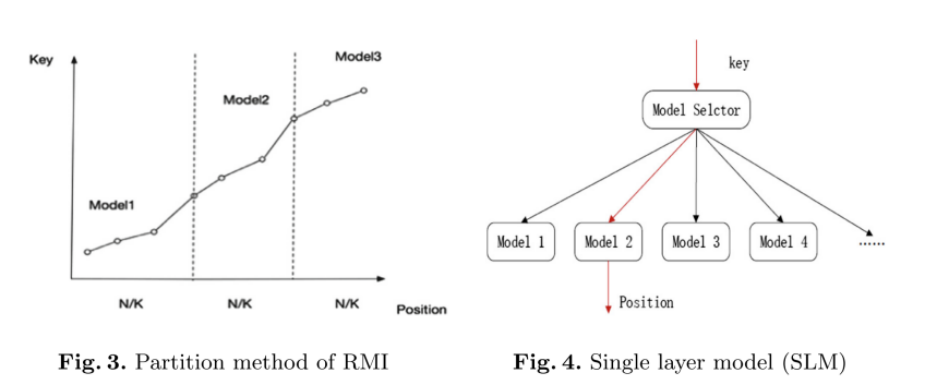 Key
Model3
Model2
Model1
N/K
N/K
N/K
Position
Fig. 3. Partition method of RMI
key
Model Selctor
Model 1
Model 2
Model 3
Model 4
......
Position
Fig. 4. Single layer model (SLM)